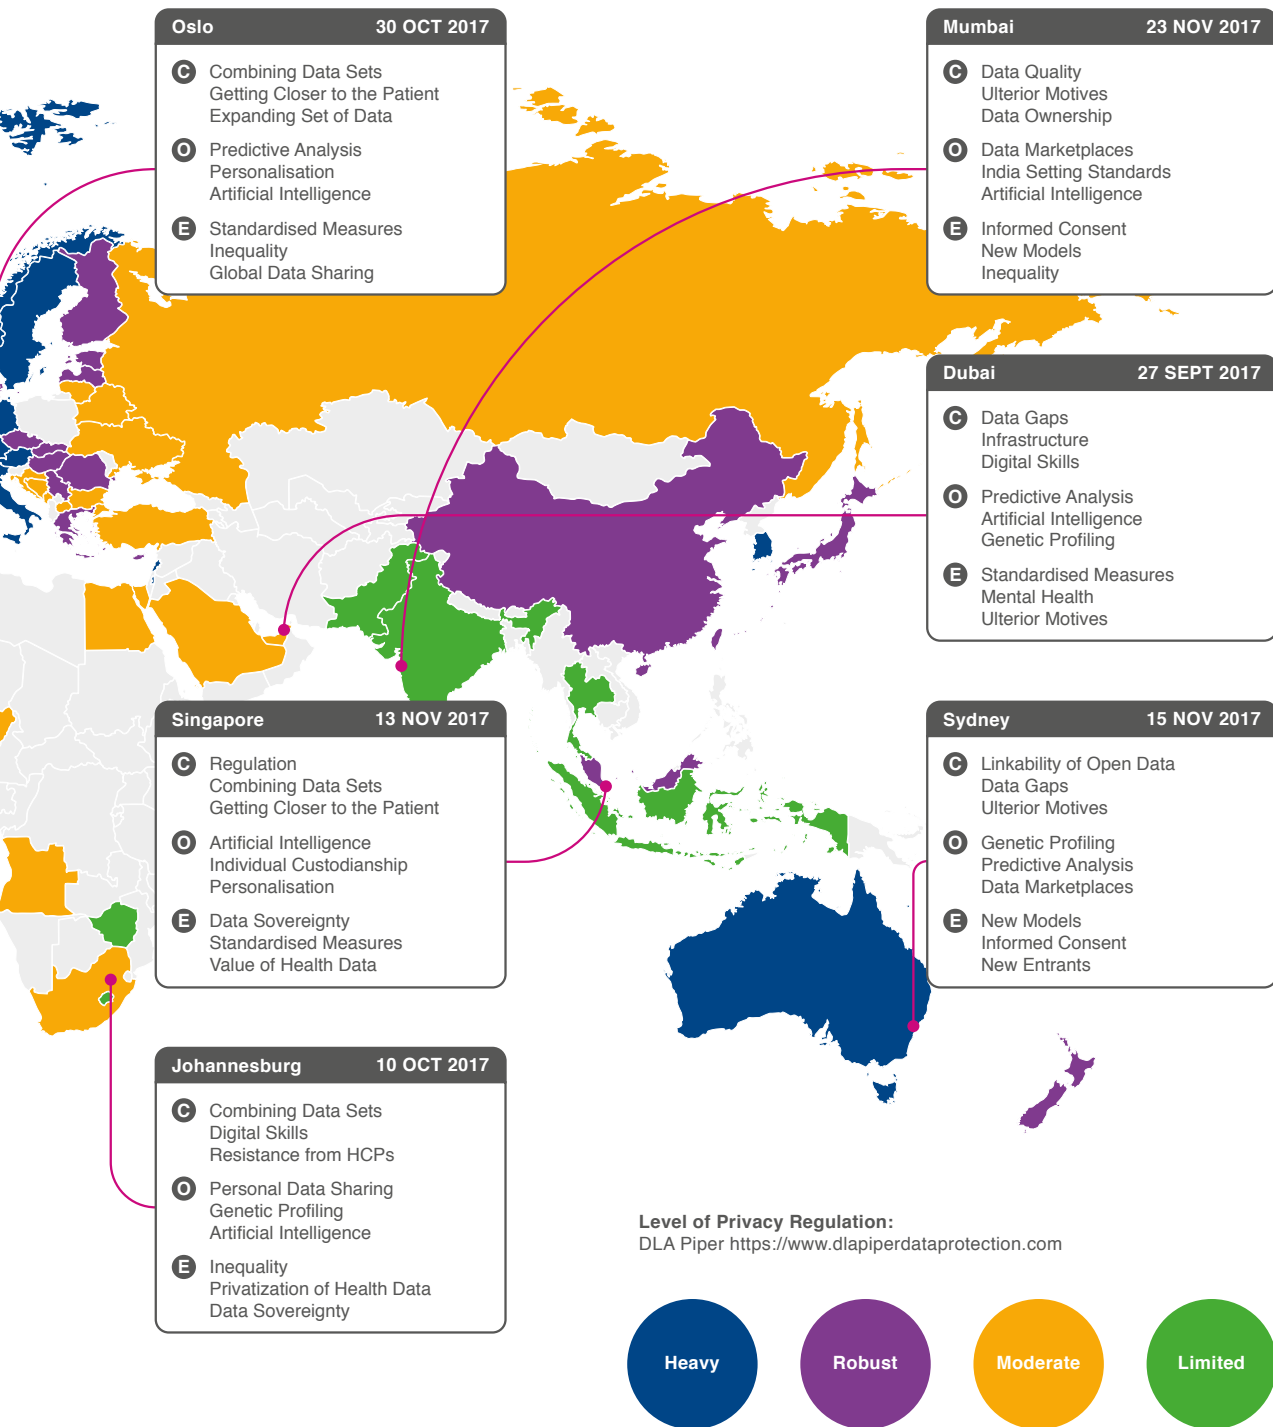 Oslo 30 OCT 2017
C Combining Data Sets
Getting Closer to the Patient
Expanding Set of Data
O Predictive Analysis
Personalisation
Artificial Intelligence
E Standardised Measures
Inequality
Global Data Sharing
Mumbai 23 NOV 2017
C Data Quality
Ulterior Motives
Data Ownership
O Data Marketplaces
India Setting Standards
Artificial Intelligence
E Informed Consent
New Models
Inequality
Dubai 27 SEPT 2017
C Data Gaps
Infrastructure
Digital Skills
O Predictive Analysis
Artificial Intelligence
Genetic Profiling
E Standardised Measures
Mental Health
Ulterior Motives
Singapore 13 NOV 2017
C Regulation
Combining Data Sets
Getting Closer to the Patient
O Artificial Intelligence
Individual Custodianship
Personalisation
E Data Sovereignty
Standardised Measures
Value of Health Data
Sydney 15 NOV 2017
C Linkability of Open Data
Data Gaps
Ulterior Motives
O Genetic Profiling
Predictive Analysis
Data Marketplaces
E New Models
Informed Consent
New Entrants
Johannesburg 10 OCT 2017
C Combining Data Sets
Digital Skills
Resistance from HCPs
O Personal Data Sharing
Genetic Profiling
Artificial Intelligence
E Inequality
Privatization of Health Data
Data Sovereignty
Level of Privacy Regulation:
DLA Piper https://www.dlapiperdataprotection.com
Heavy
Robust
Moderate
Limited